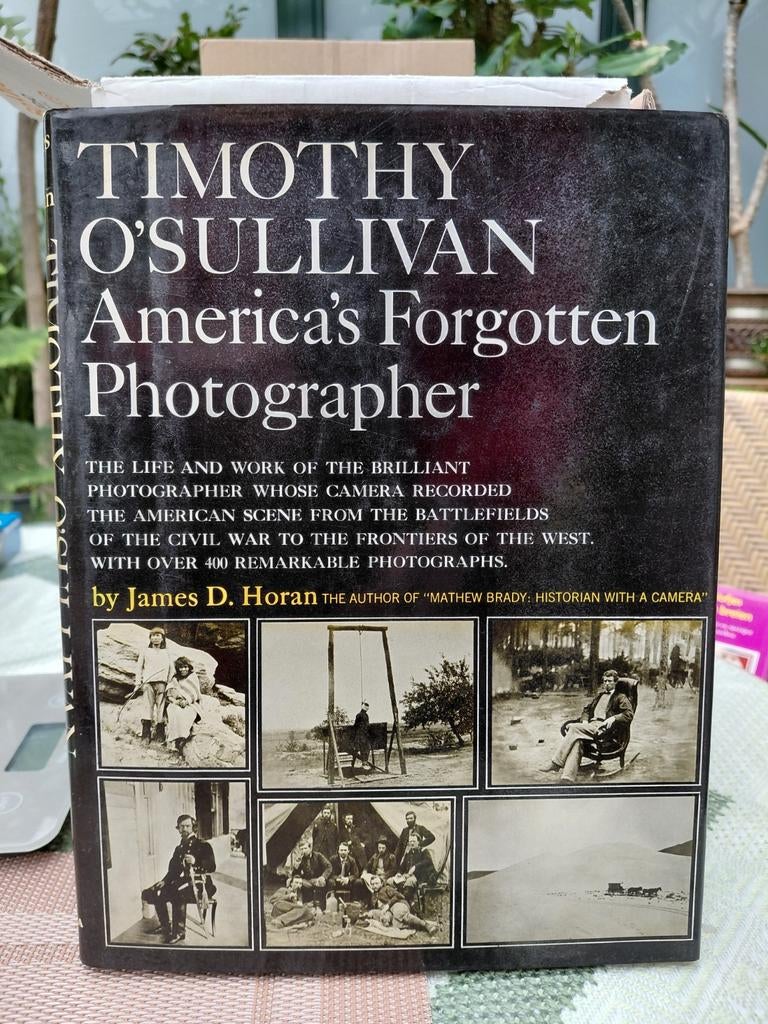 TIMOTHY
O'SULLIVAN
America's Forgotten
Photographer
THE LIFE AND WORK OF THE BRILLIANT
PHOTOGRAPHER WHOSE CAMERA RECORDED
THE AMERICAN SCENE FROM THE BATTLEFIELDS
OF THE CIVIL WAR TO THE FRONTIERS OF THE WEST.
WITH OVER 400 REMARKABLE PHOTOGRAPHS.
by James D. Horan THE AUTHOR OF "MATHEW BRADY: HISTORIAN WITH A CAMERA"
TIMOTHY O'SULLIVAN